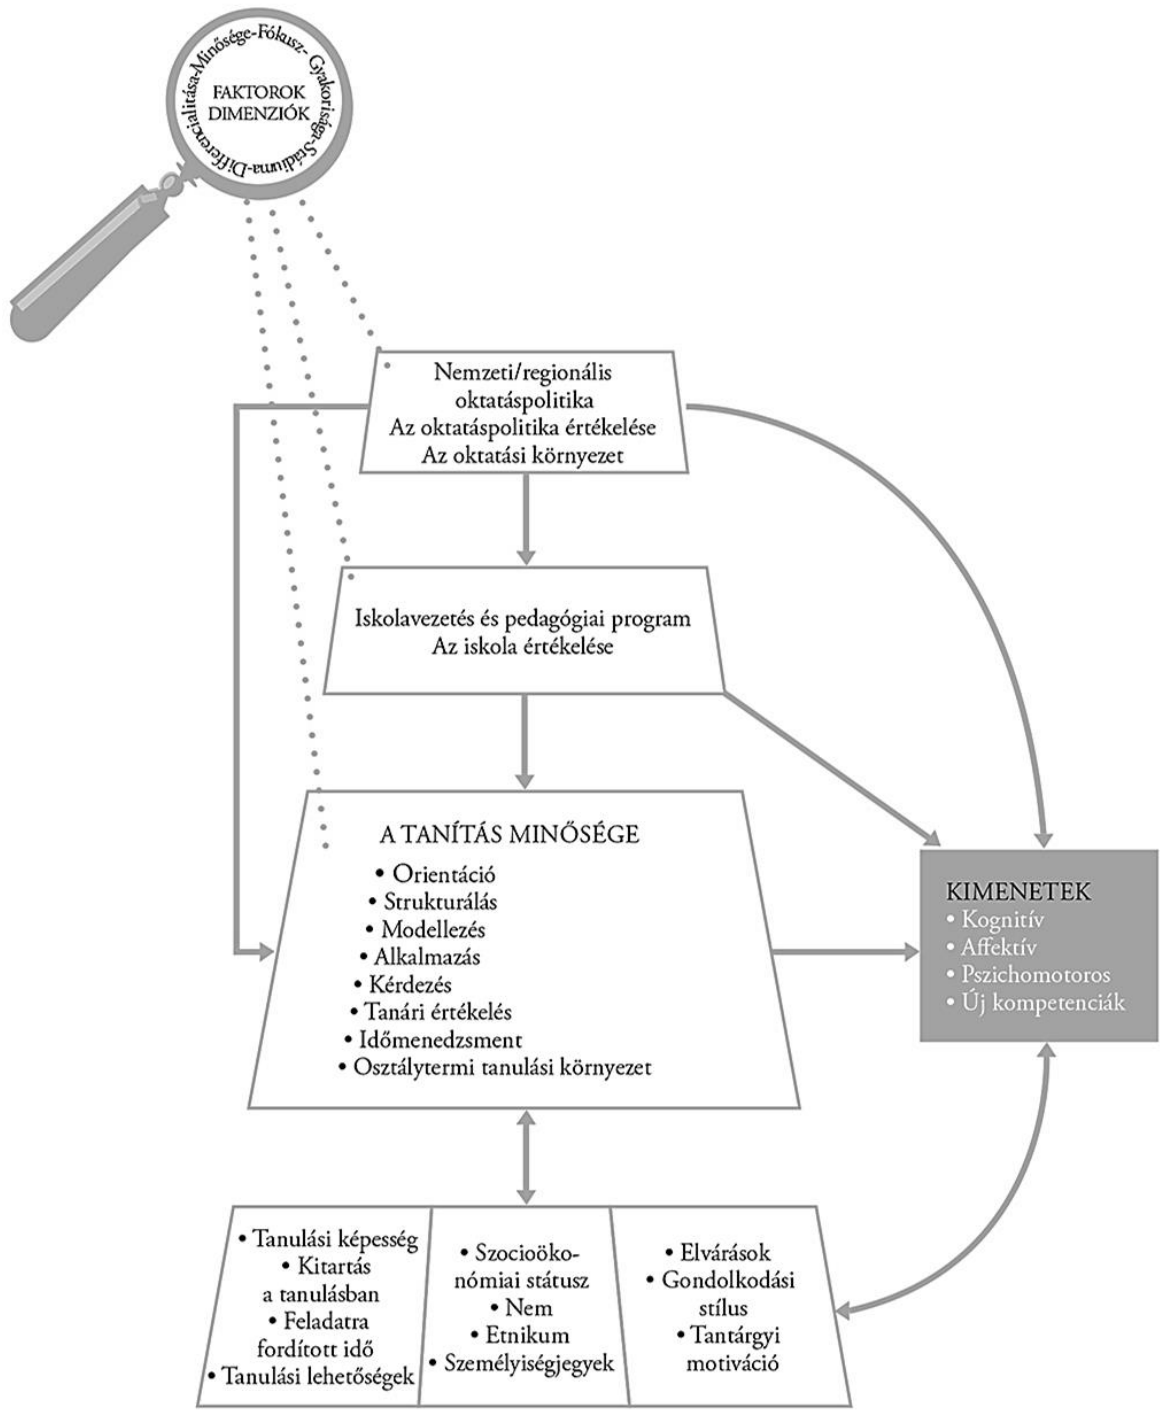 Minősége-Fókusz- Gyakorisága-Stádiuma-Differencialitása-
FAKTOROK
DIMENZIÓK
Nemzeti/regionális
oktatáspolitika
Az oktatáspolitika értékelése
Az oktatási környezet
Iskolavezetés és pedagógiai program
Az iskola értékelése
A TANÍTÁS MINŐSÉGE
• Orientáció
• Strukturálás
• Modellezés
• Alkalmazás
• Kérdezés
• Tanári értékelés
• Időmenedzsment
• Osztálytermi tanulási környezet
KIMENETEK
• Kognitív
• Affektív
• Pszichomotoros
• Új kompetenciák
• Tanulási képesség
• Kitartás
a tanulásban
• Feladatra
fordított idő
• Tanulási lehetőségek
• Szocioöko-
nómiai státusz
• Nem
• Etnikum
• Személyiségjegyek
• Elvárások
• Gondolkodási
stílus
• Tantárgyi
motiváció